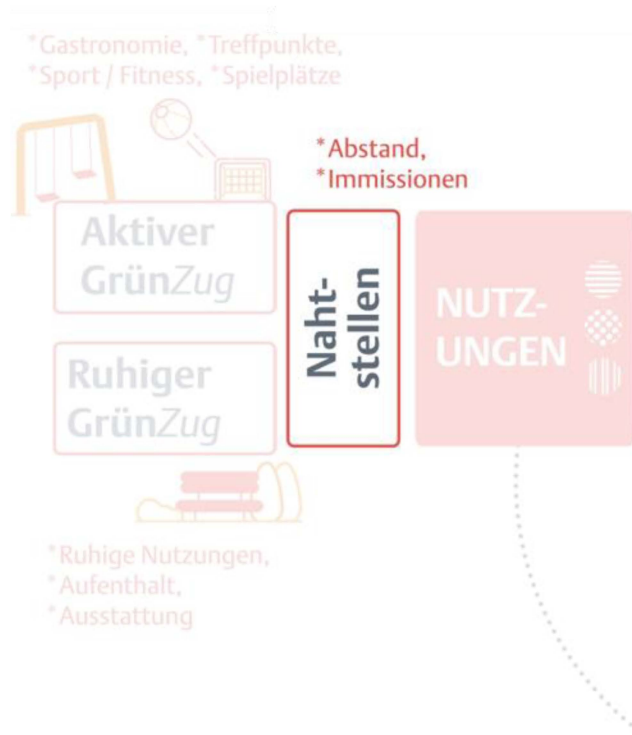 *Gastronomie, *Treffpunkte,
*Sport / Fitness, *Spielplätze
*Abstand,
*Immissionen
Aktiver
GrünZug
Naht-
stellen
NUTZ-
UNGEN
Ruhiger
GrünZug
*Ruhige Nutzungen,
*Aufenthalt,
*Ausstattung